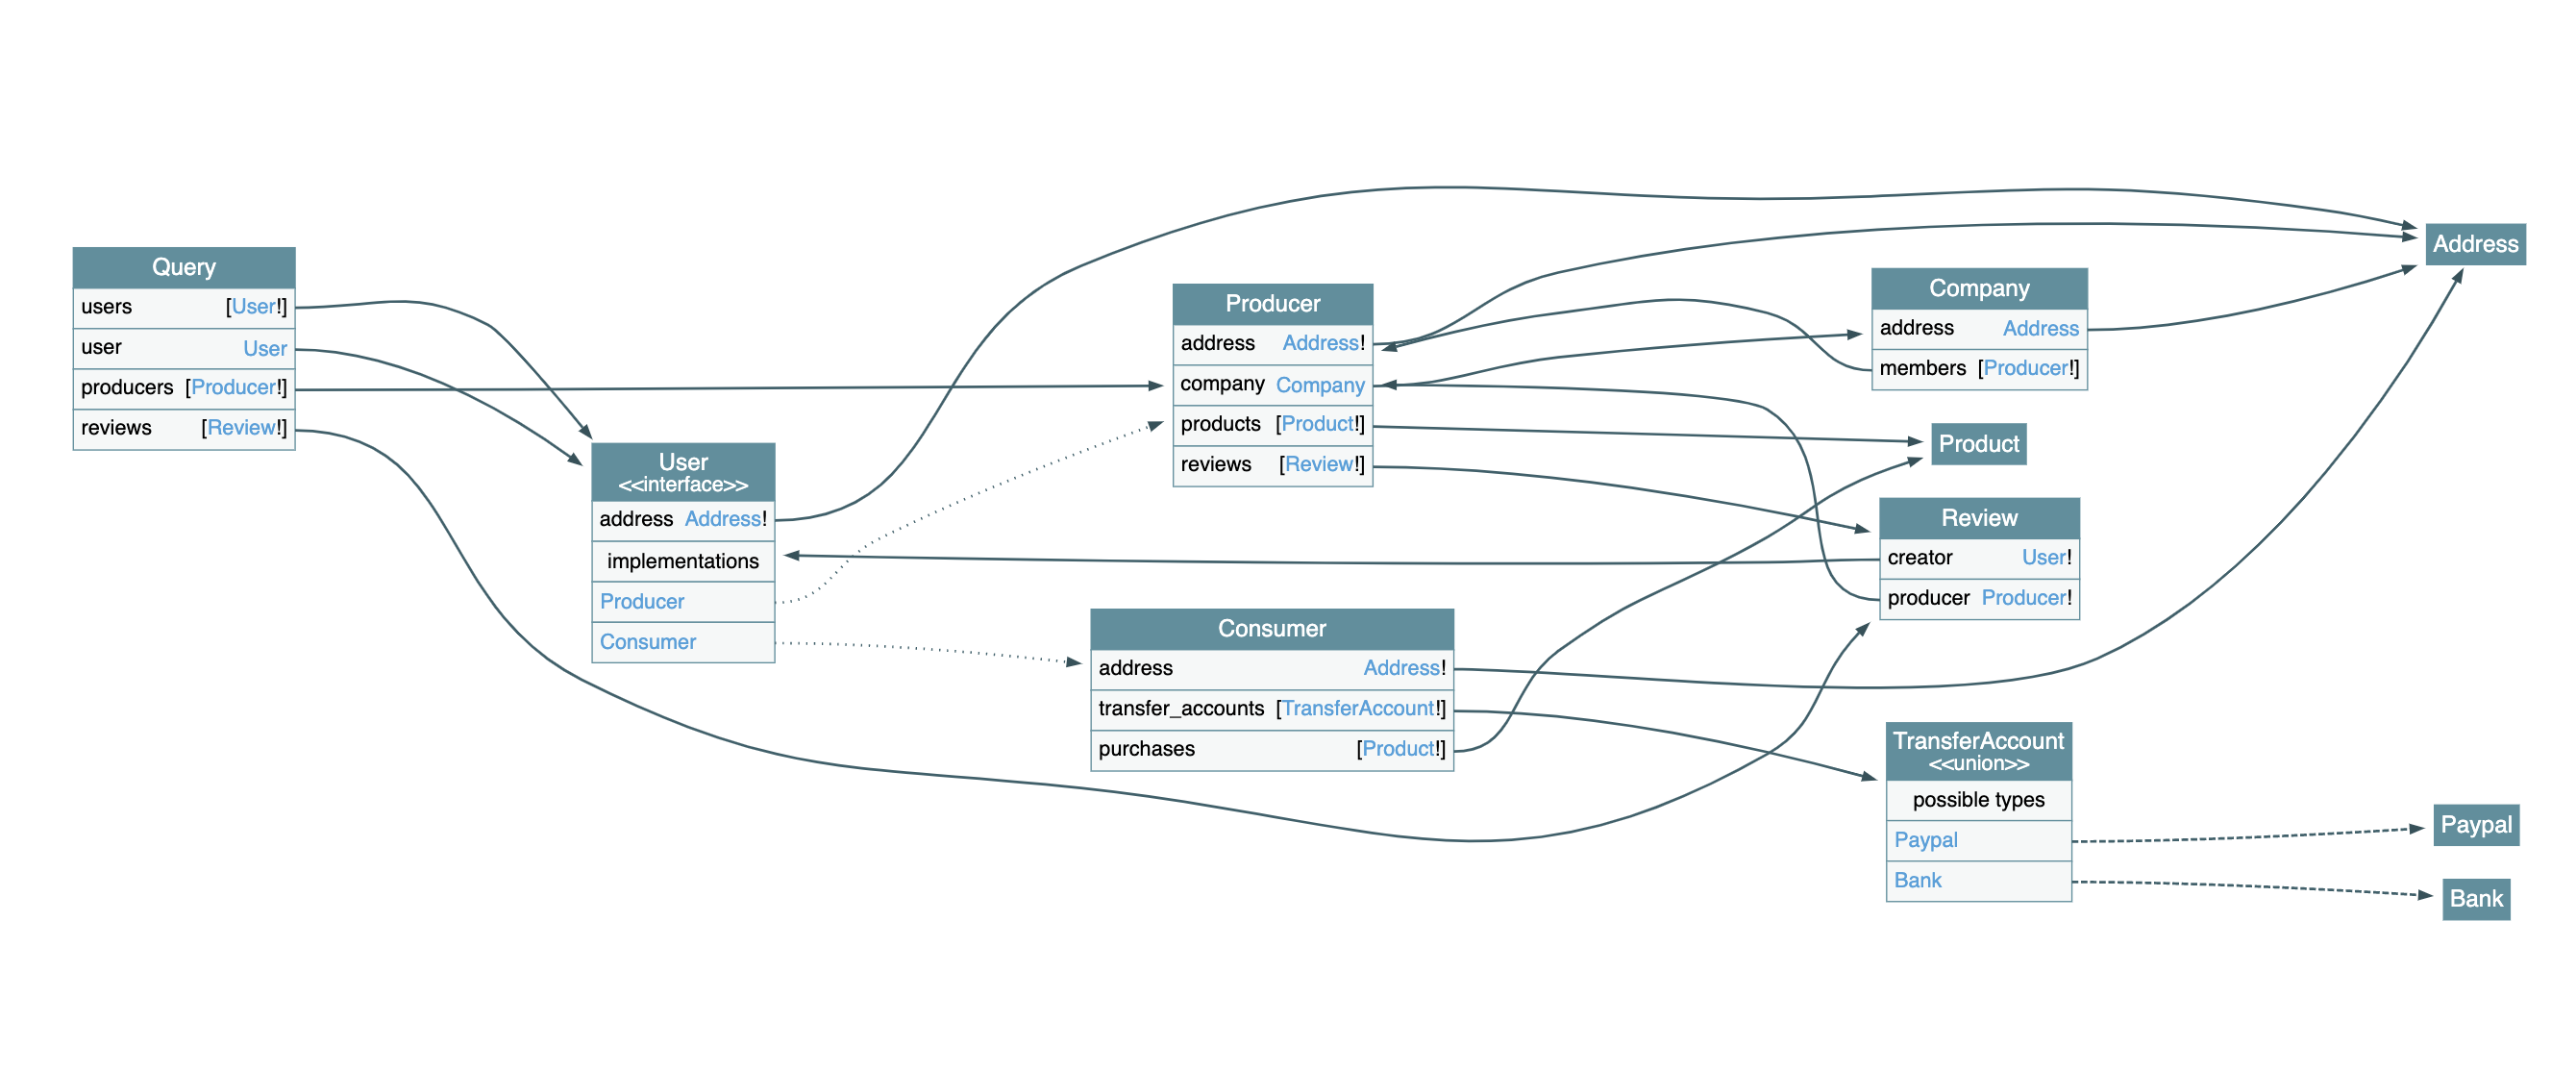 Query
users [User!]
user User
producers [Producer!]
reviews [Review!]
User
<<interface>>
address Address!
implementations
Producer
Consumer
Producer
address Address!
company Company
products [Product!]
reviews [Review!]
Consumer
address Address!
transfer_accounts [TransferAccount!]
purchases [Product!]
Company
address Address
members [Producer!]
Product
Review
creator User!
producer Producer!
TransferAccount
<<union>>
possible types
Paypal
Bank
Address
Paypal
Bank